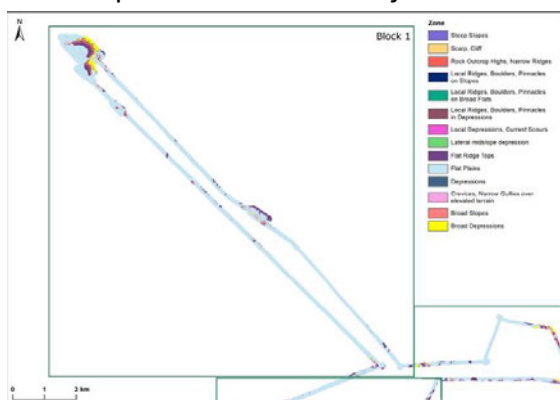 N
Block 1
Zone
Steep Slopes
Scarp, Cliff
Rock Outcrop Highs, Narrow Ridges
Local Ridges, Boulders, Pinnacles
on Slopes
Local Ridges, Boulders, Pinnacles
on Broad Flats
Local Ridges, Boulders, Pinnacles
in Depressions
Local Depressions, Current Scours
Lateral midslope depression
Flat Ridge Tops
Flat Plains
Depressions
Crevices, Narrow Gullies over
elevated terrain
Broad Slopes
Broad Depressions
0 1 2 km